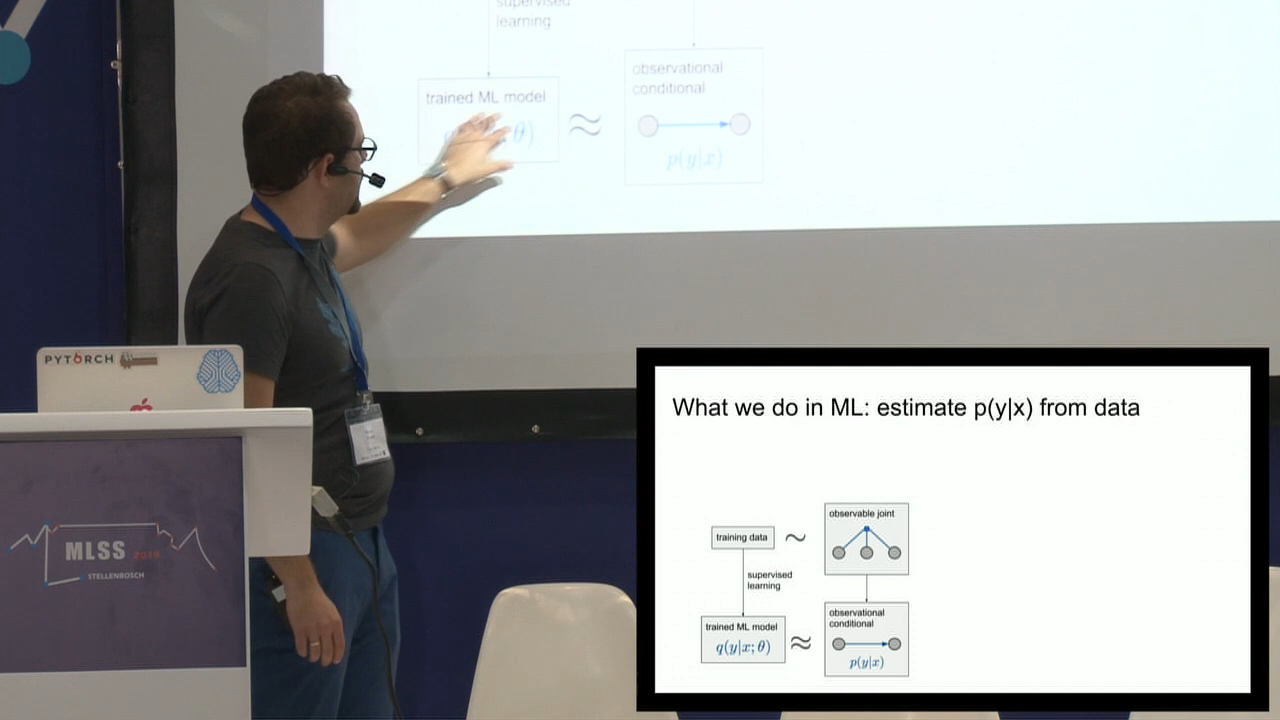 supervised
learning
trained ML model
θ)
≈
observational
conditional
p(y|x)
PYTORCH
MLSS 2019
STELLENBOSCH
What we do in ML: estimate p(y|x) from data
training data
~
observable joint
supervised
learning
trained ML model
q(y|x; θ)
≈
observational
conditional
p(y|x)